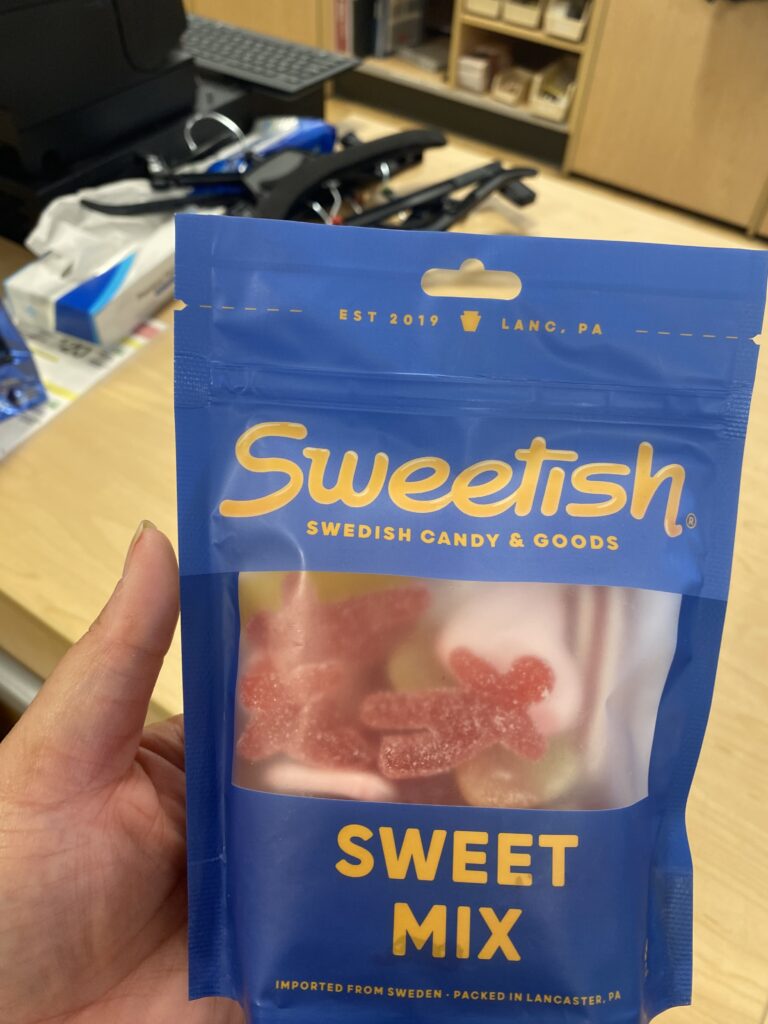 EST 2019 LANC, PA
Sweetish®
SWEDISH CANDY & GOODS
SWEET
MIX
IMPORTED FROM SWEDEN · PACKED IN LANCASTER, PA